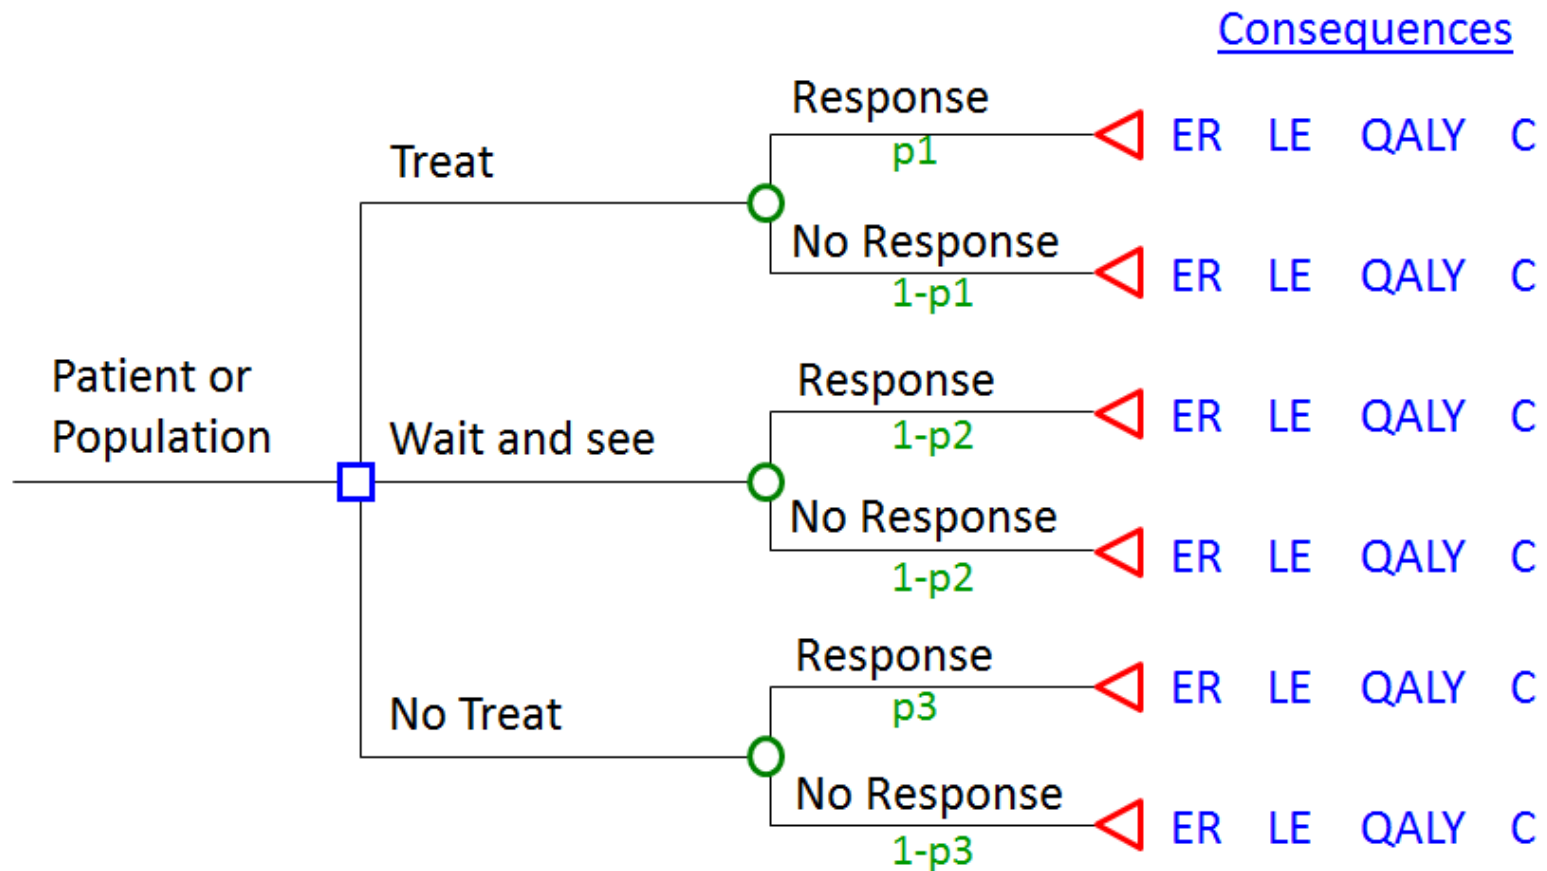 Consequences
Response
p1
ER LE QALY C
Treat
No Response
1-p1
ER LE QALY C
Patient or
Population
Wait and see
Response
1-p2
ER LE QALY C
No Response
1-p2
ER LE QALY C
No Treat
Response
p3
ER LE QALY C
No Response
1-p3
ER LE QALY C